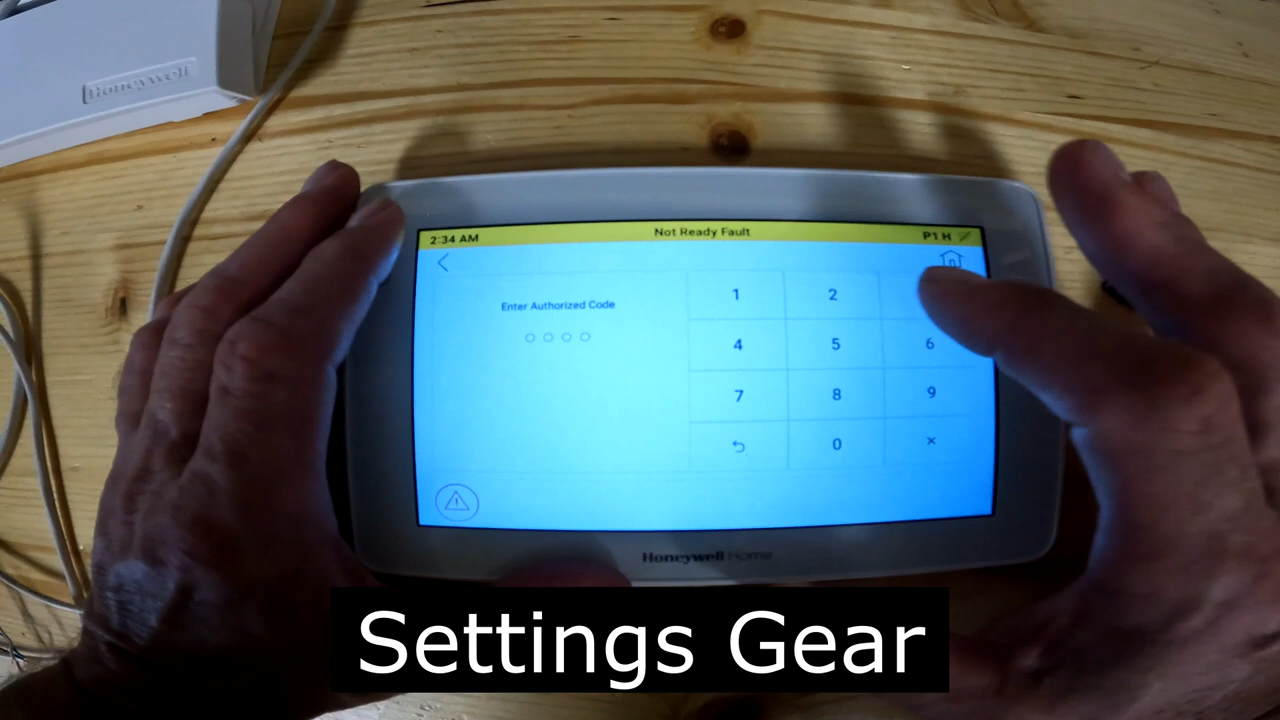 Honeywell
2:34 AM
Not Ready Fault
P1 H
Enter Authorized Code
1 2
4 5 6
7 8 9
0 ×
Honeywell Home
Settings Gear